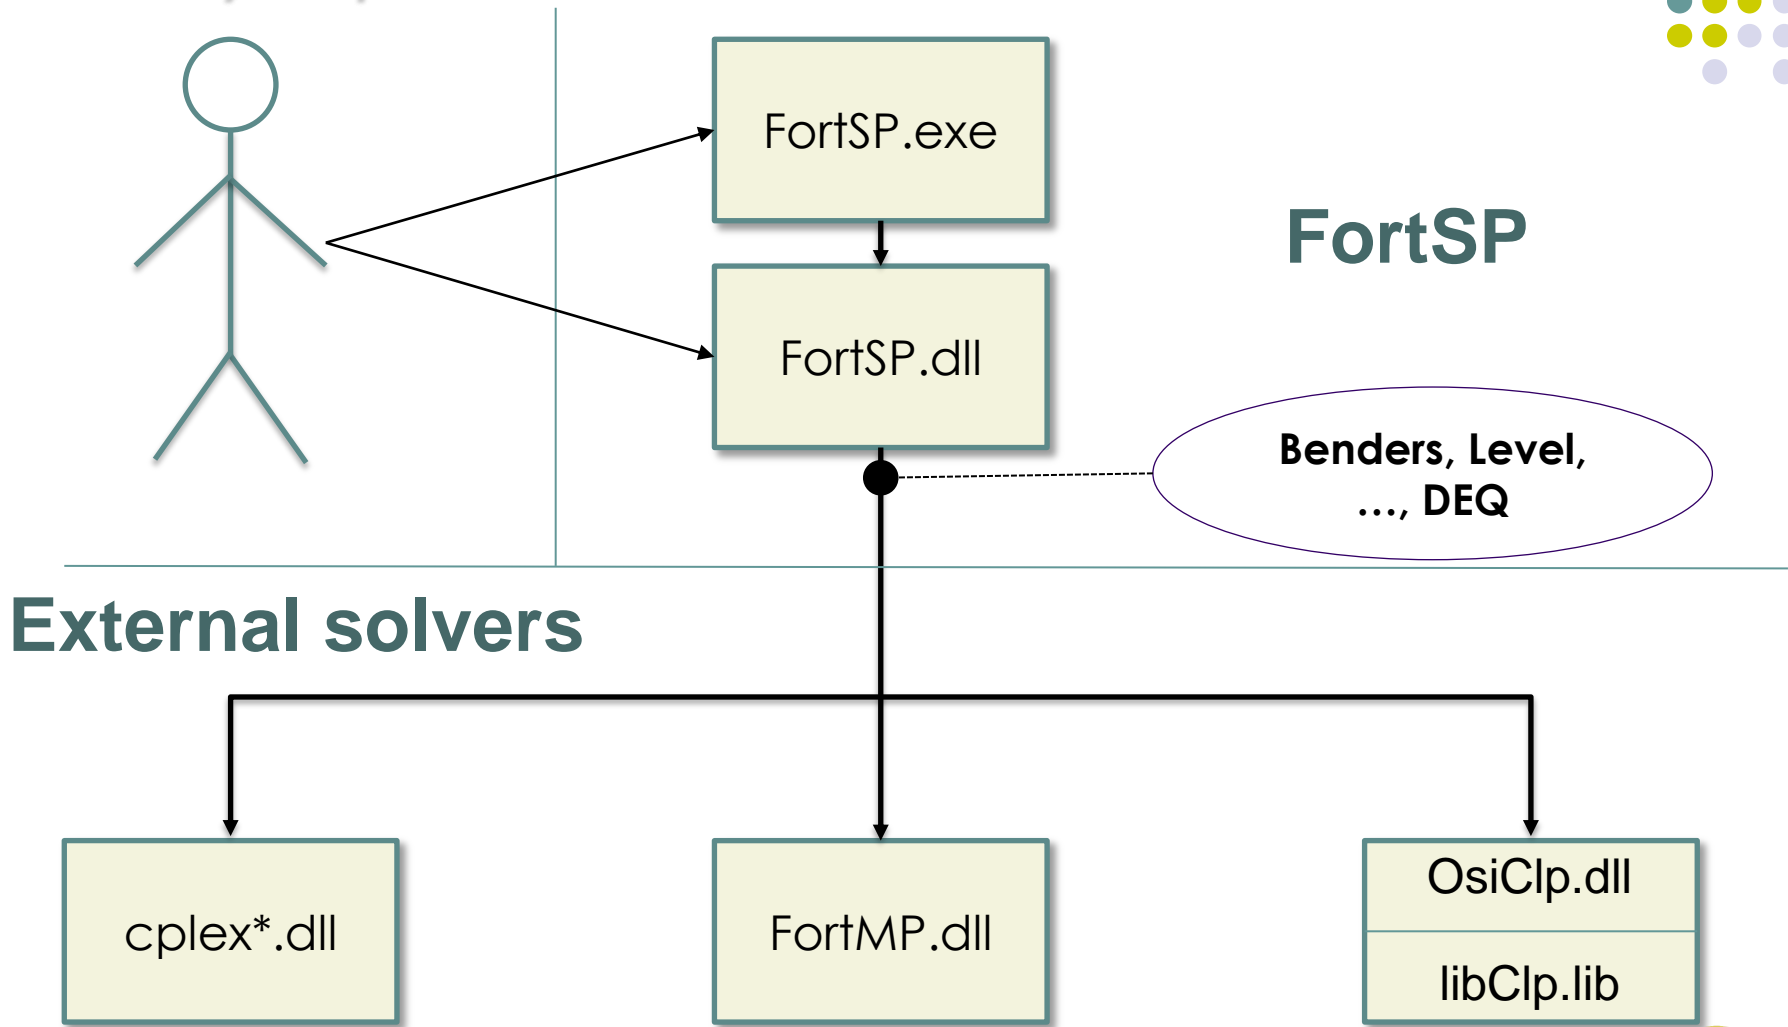 FortSP.exe
FortSP
FortSP.dll
Benders, Level,
..., DEQ
External solvers
cplex*.dll
FortMP.dll
OsiClp.dll
libClp.lib